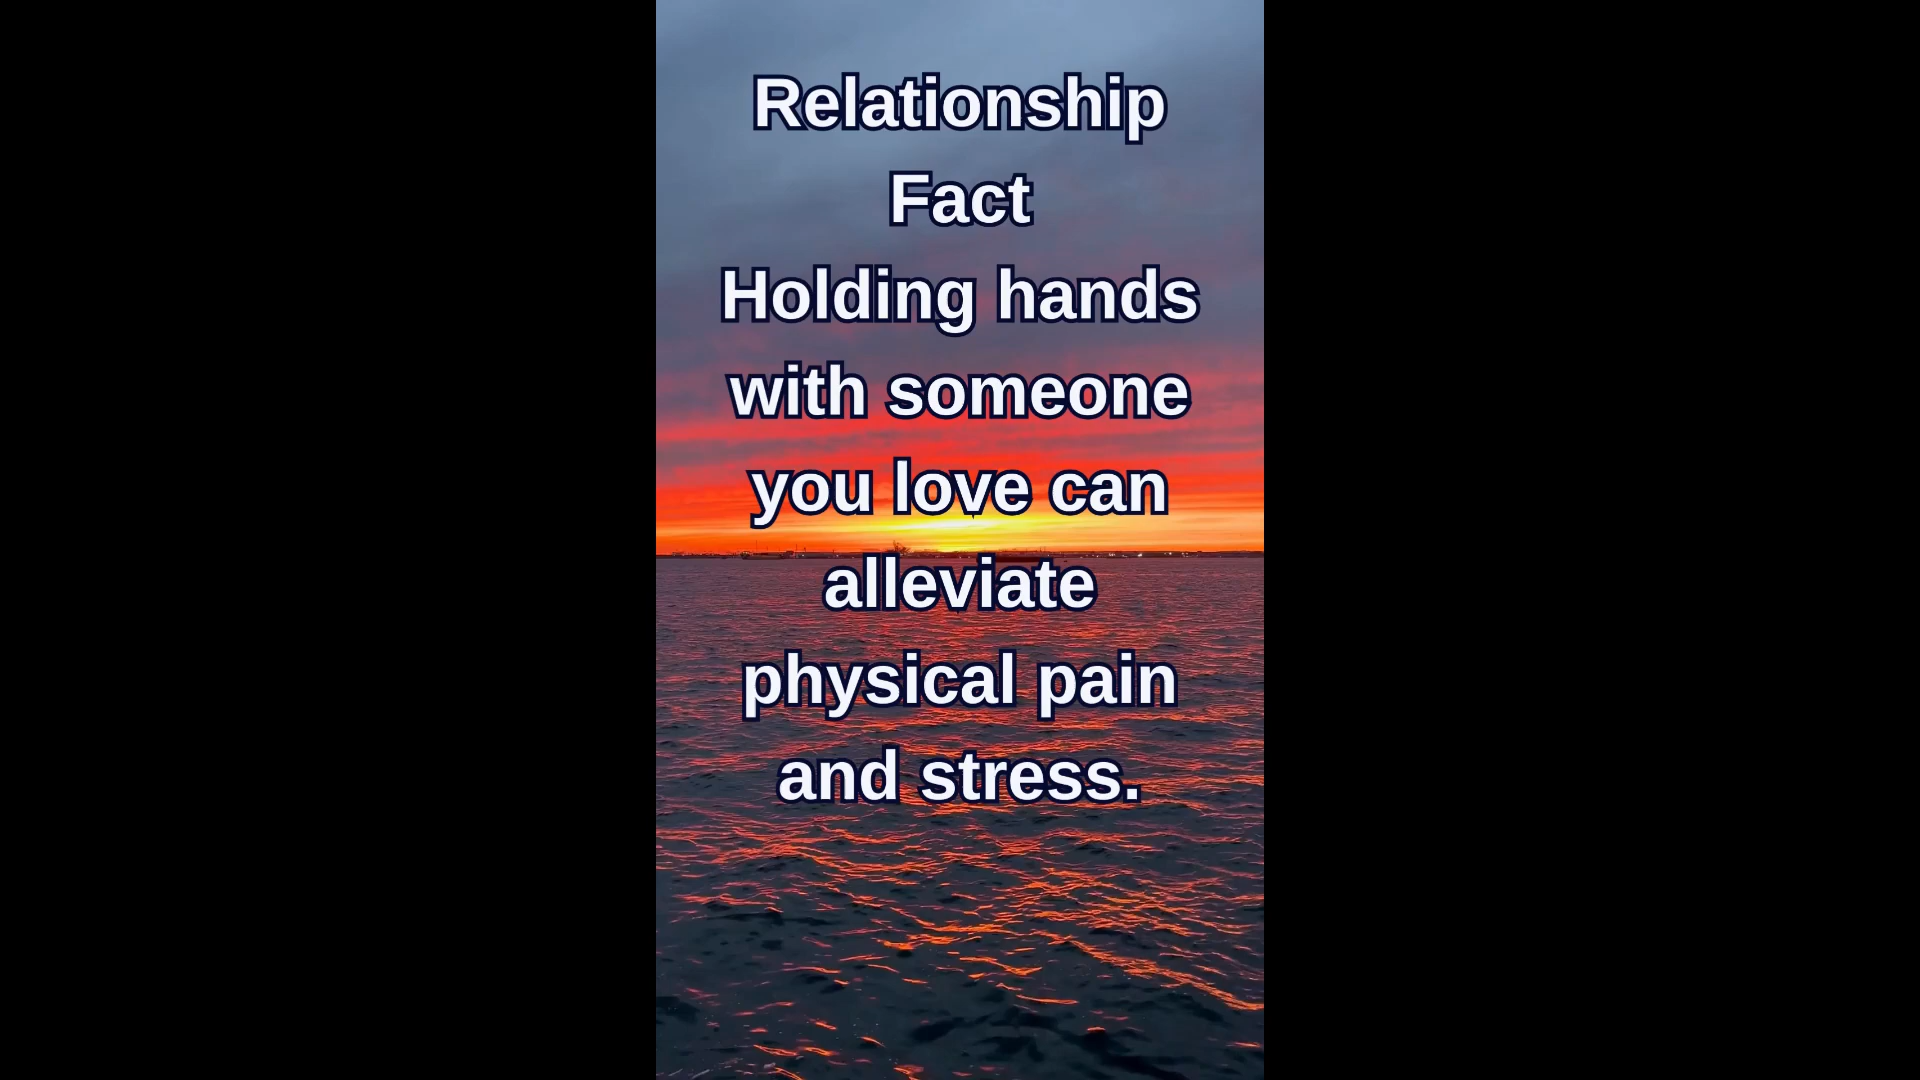 Relationship
Fact
Holding hands
with someone
you love can
alleviate
physical pain
and stress.